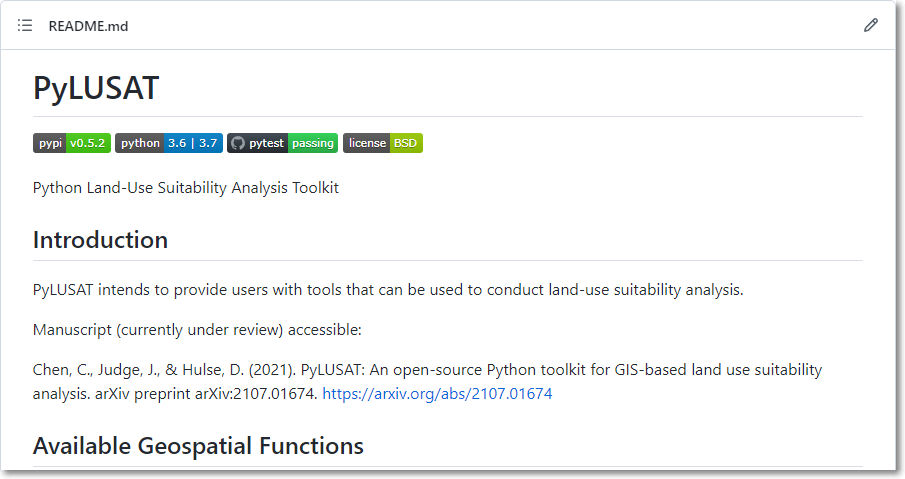 README.md
PyLUSAT
pypi v0.5.2 python 3.6 | 3.7 pytest passing license BSD
Python Land-Use Suitability Analysis Toolkit
Introduction
PyLUSAT intends to provide users with tools that can be used to conduct land-use suitability analysis.
Manuscript (currently under review) accessible:
Chen, C., Judge, J., & Hulse, D. (2021). PyLUSAT: An open-source Python toolkit for GIS-based land use suitability
analysis. arXiv preprint arXiv:2107.01674. https://arxiv.org/abs/2107.01674
Available Geospatial Functions